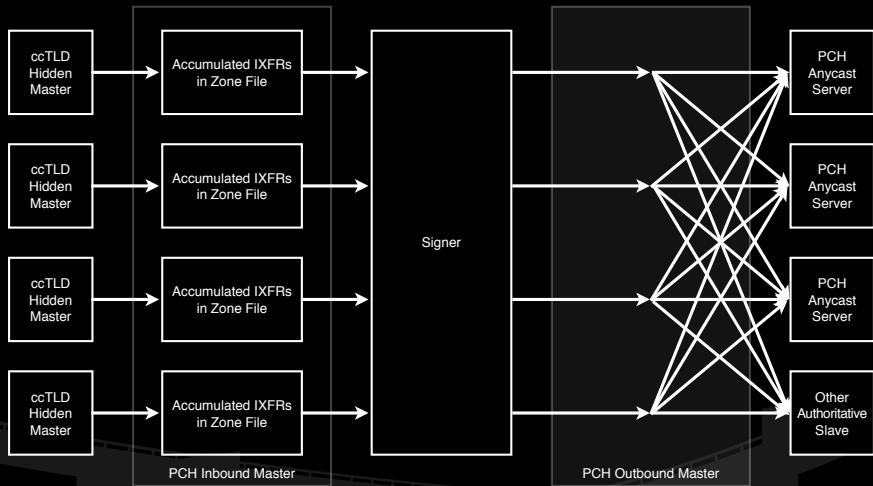 ccTLD
Hidden
Master
Accumulated IXFRs
in Zone File
PCH
Anycast
Server
ccTLD
Hidden
Master
Accumulated IXFRs
in Zone File
PCH
Anycast
Server
Signer
ccTLD
Hidden
Master
Accumulated IXFRs
in Zone File
PCH
Anycast
Server
ccTLD
Hidden
Master
Accumulated IXFRs
in Zone File
Other
Authoritative
Slave
PCH Inbound Master
PCH Outbound Master